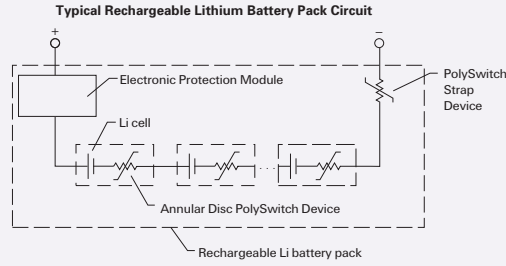 Typical Rechargeable Lithium Battery Pack Circuit
+
–
Electronic Protection Module
PolySwitch
Strap
Device
Li cell
Annular Disc PolySwitch Device
Rechargeable Li battery pack